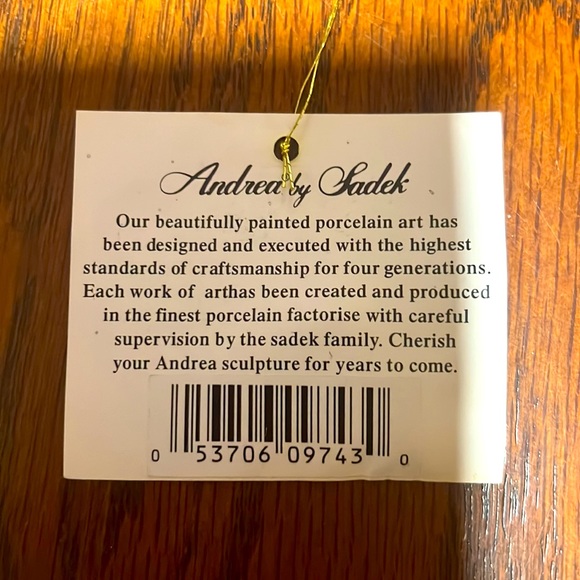 Andrea by Sadek
Our beautifully painted porcelain art has
been designed and executed with the highest
standards of craftsmanship for four generations.
Each work of arthas been created and produced
in the finest porcelain factorise with careful
supervision by the sadek family. Cherish
your Andrea sculpture for years to come.
0 53706 09743 0